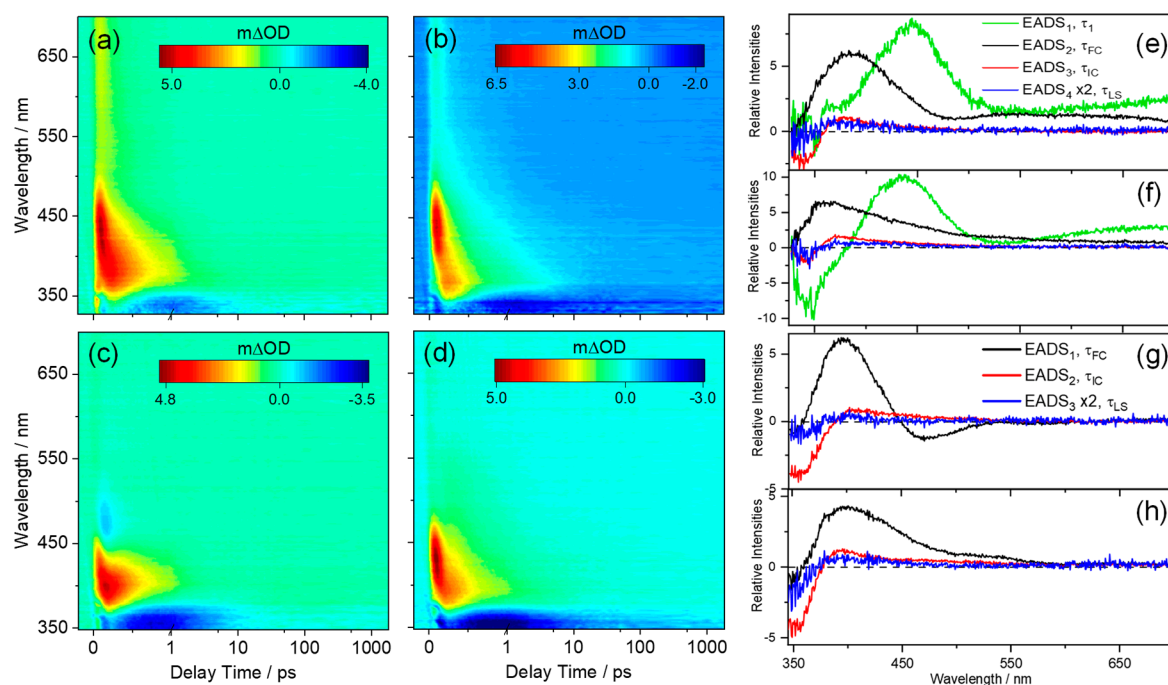 (a)
mΔOD
5.0 0.0 -4.0
(b)
mΔOD
6.5 3.0 0.0 -2.0
650
550
450
350
Wavelength / nm
(c)
mΔOD
4.8 0.0 -3.5
(d)
mΔOD
5.0 0.0 -3.0
650
550
450
350
Wavelength / nm
0 1 10 100 1000
Delay Time / ps
0 1 10 100 1000
Delay Time / ps
EADS1, τ1
EADS2, τFC
EADS3, τIC
EADS4 x2, τLS
(e)
5
0
Relative Intensities
(f)
10
5
0
-5
-10
Relative Intensities
EADS1, τFC
EADS2, τIC
EADS3 x2, τLS
(g)
5
0
-5
Relative Intensities
(h)
5
0
-5
Relative Intensities
350 450 550 650
Wavelength / nm